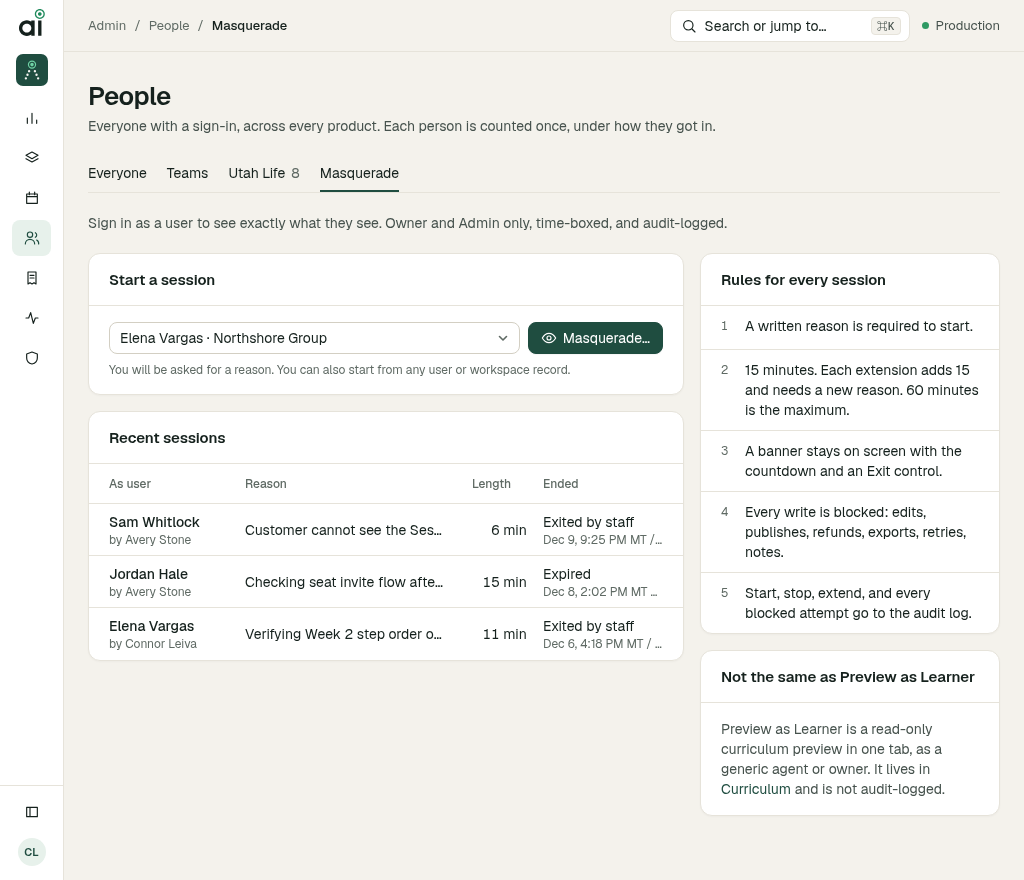 ai
Admin / People / Masquerade
Search or jump to…
⌘K
Production
People
Everyone with a sign-in, across every product. Each person is counted once, under how they got in.
Everyone
Teams
Utah Life 8
Masquerade
Sign in as a user to see exactly what they see. Owner and Admin only, time-boxed, and audit-logged.
Start a session
Elena Vargas · Northshore Group
Masquerade…
You will be asked for a reason. You can also start from any user or workspace record.
Recent sessions
As user Reason Length Ended
Sam Whitlock
by Avery Stone
Customer cannot see the Ses…
6 min
Exited by staff
Dec 9, 9:25 PM MT /…
Jordan Hale
by Avery Stone
Checking seat invite flow afte…
15 min
Expired
Dec 8, 2:02 PM MT …
Elena Vargas
by Connor Leiva
Verifying Week 2 step order o…
11 min
Exited by staff
Dec 6, 4:18 PM MT / …
Rules for every session
1 A written reason is required to start.
2 15 minutes. Each extension adds 15
and needs a new reason. 60 minutes
is the maximum.
3 A banner stays on screen with the
countdown and an Exit control.
4 Every write is blocked: edits,
publishes, refunds, exports, retries,
notes.
5 Start, stop, extend, and every
blocked attempt go to the audit log.
Not the same as Preview as Learner
Preview as Learner is a read-only
curriculum preview in one tab, as a
generic agent or owner. It lives in
Curriculum and is not audit-logged.
CL